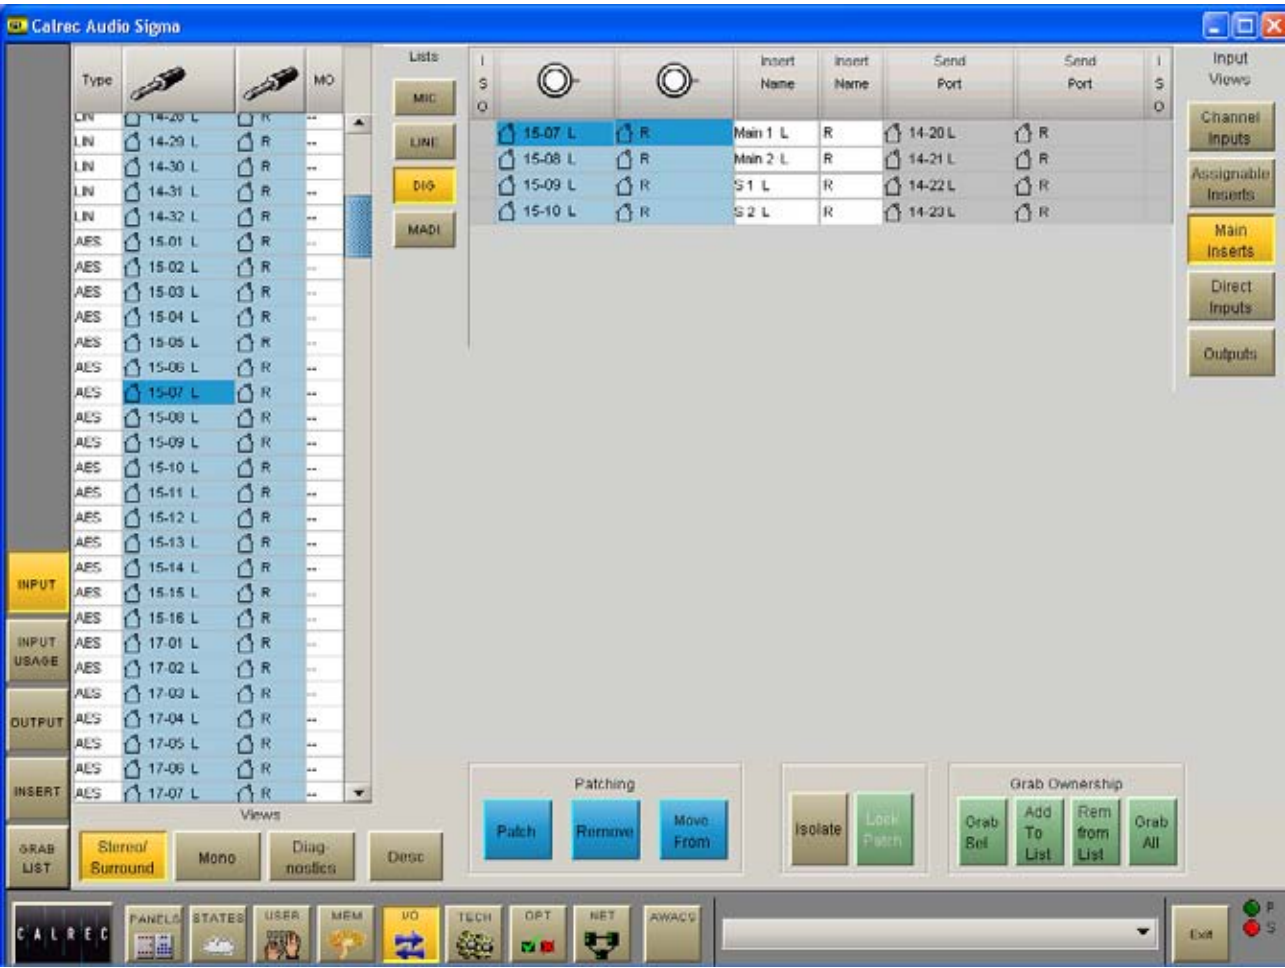 Calrec Audio Sigma
Type MO
LIN 14-28 L R --
LIN 14-29 L R --
LIN 14-30 L R --
LIN 14-31 L R --
LIN 14-32 L R --
AES 15-01 L R --
AES 15-02 L R --
AES 15-03 L R --
AES 15-04 L R --
AES 15-05 L R --
AES 15-06 L R --
AES 15-07 L R --
AES 15-08 L R --
AES 15-09 L R --
AES 15-10 L R --
AES 15-11 L R --
AES 15-12 L R --
AES 15-13 L R --
AES 15-14 L R --
AES 15-15 L R --
AES 15-16 L R --
AES 17-01 L R --
AES 17-02 L R --
AES 17-03 L R --
AES 17-04 L R --
AES 17-05 L R --
AES 17-06 L R --
AES 17-07 L R --
Lists
MIC
LINE
DIG
MADI
ISO Insert Name Insert Name Send Port Send Port ISO
15-07 L R Main 1 L R 14-20 L R
15-08 L R Main 2 L R 14-21 L R
15-09 L R S 1 L R 14-22 L R
15-10 L R S 2 L R 14-23 L R
Input Views
Channel Inputs
Assignable Inserts
Main Inserts
Direct Inputs
Outputs
INPUT
INPUT USAGE
OUTPUT
INSERT
GRAB LIST
Views
Stereo/ Surround
Mono
Diag- nostics
Desc
Patching
Patch
Remove
Move From
Isolate
Lock Patch
Grab Ownership
Grab Sel
Add To List
Rem from List
Grab All
CALREC
PANELS
STATES
USER
MEM
I/O
TECH
OPT
NET
AWACS
Exit
P
S